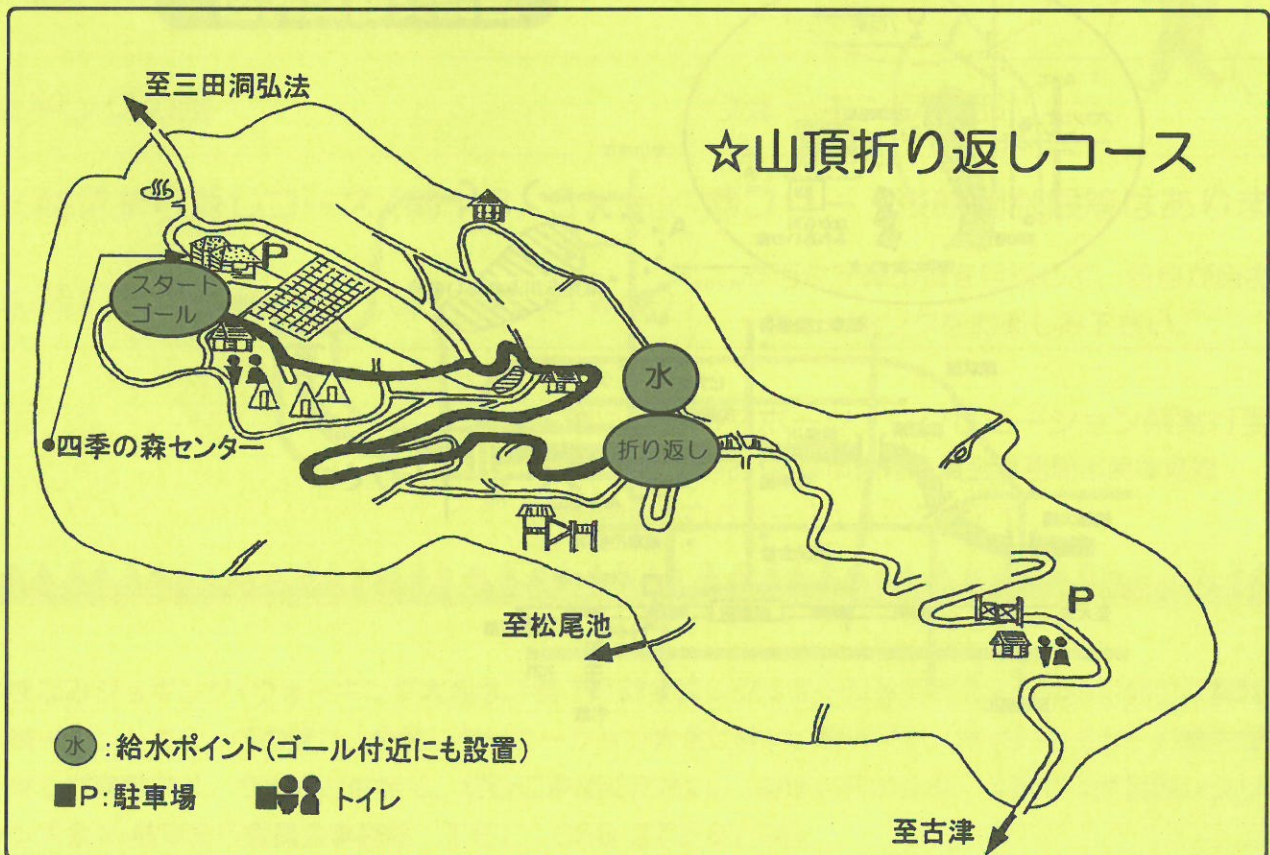 至三田洞弘法
☆山頂折り返しコース
P
スタート
ゴール
水
折り返し
四季の森センター
P
至松尾池
至古津
水:給水ポイント(ゴール付近にも設置)
■P:駐車場 ■トイレ